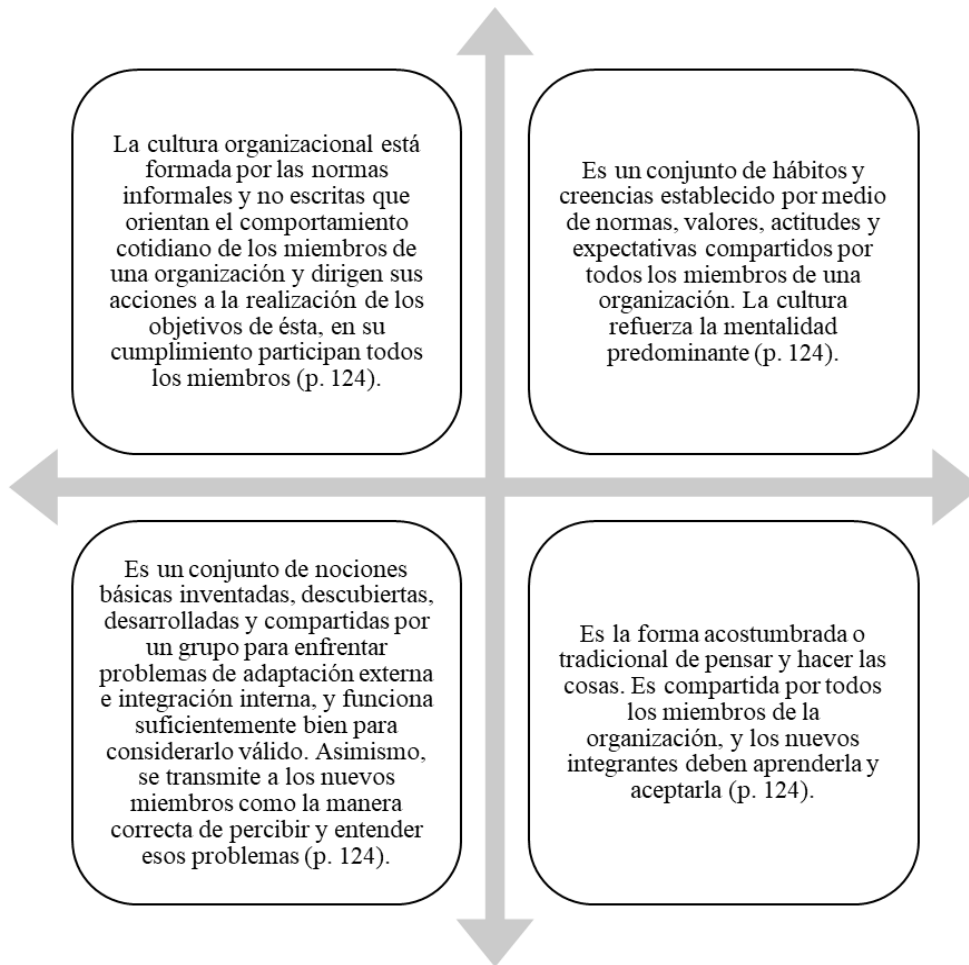 La cultura organizacional está
formada por las normas
informales y no escritas que
orientan el comportamiento
cotidiano de los miembros de
una organización y dirigen sus
acciones a la realización de los
objetivos de ésta, en su
cumplimiento participan todos
los miembros (p. 124).
Es un conjunto de hábitos y
creencias establecido por medio
de normas, valores, actitudes y
expectativas compartidos por
todos los miembros de una
organización. La cultura
refuerza la mentalidad
predominante (p. 124).
Es un conjunto de nociones
básicas inventadas, descubiertas,
desarrolladas y compartidas por
un grupo para enfrentar
problemas de adaptación externa
e integración interna, y funciona
suficientemente bien para
considerarlo válido. Asimismo,
se transmite a los nuevos
miembros como la manera
correcta de percibir y entender
esos problemas (p. 124).
Es la forma acostumbrada o
tradicional de pensar y hacer las
cosas. Es compartida por todos
los miembros de la
organización, y los nuevos
integrantes deben aprenderla y
aceptarla (p. 124).